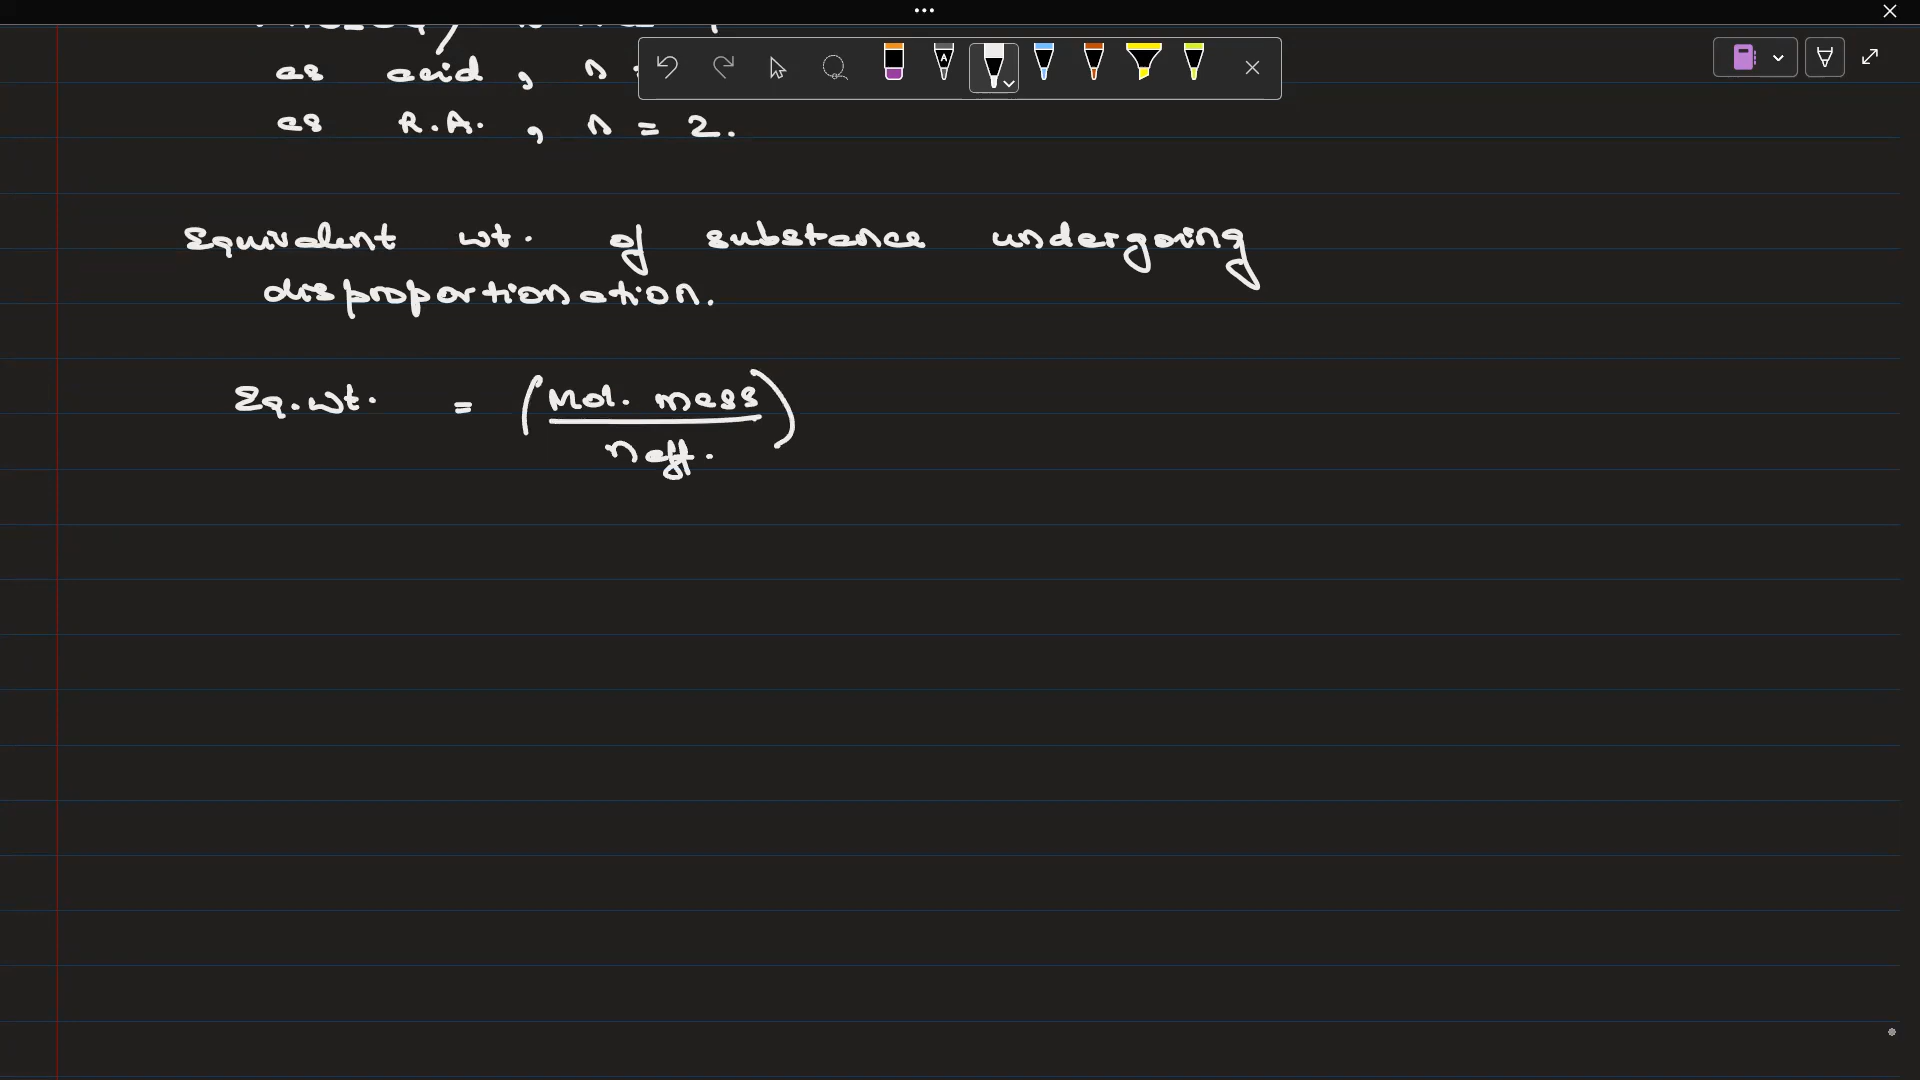 as acid, n
as R.A., n = 2.
Equivalent wt. of substance undergoing
disproportionation.
Eq.wt. = (Mol. mass / neff.)